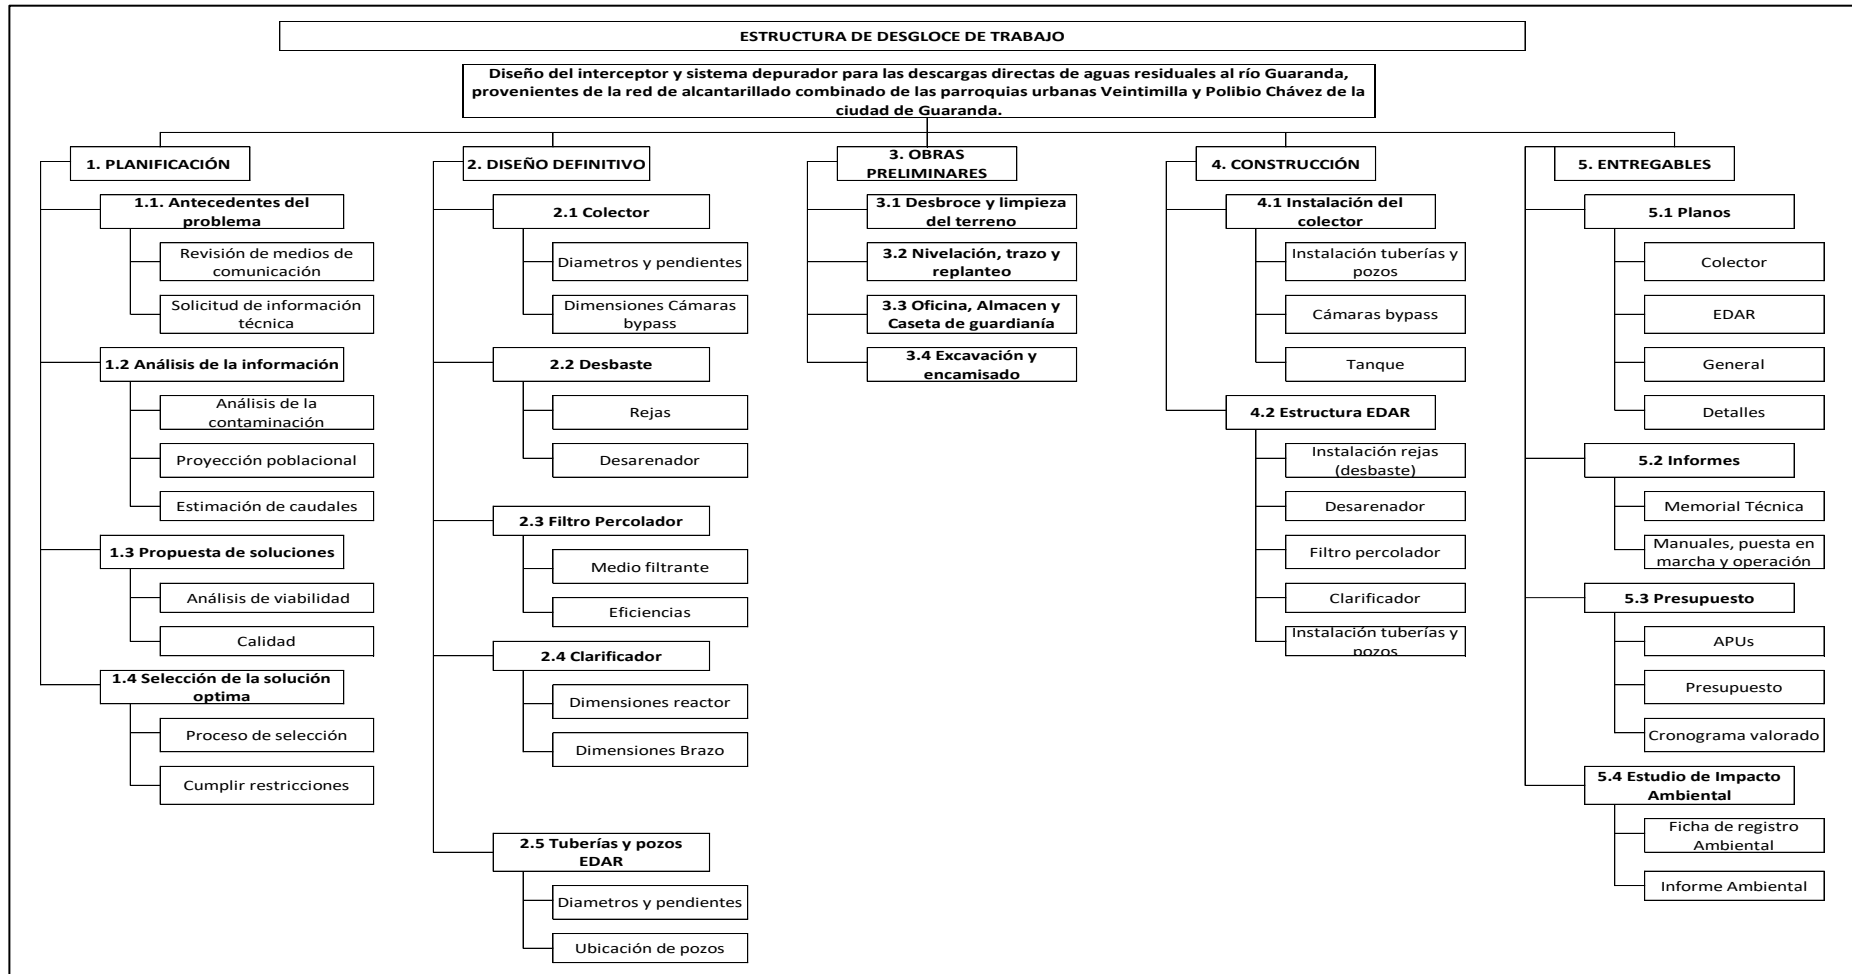 ESTRUCTURA DE DESGLOCE DE TRABAJO
Diseño del interceptor y sistema depurador para las descargas directas de aguas residuales al río Guaranda,
provenientes de la red de alcantarillado combinado de las parroquias urbanas Veintimilla y Polibio Chávez de la
ciudad de Guaranda.
1. PLANIFICACIÓN
1.1. Antecedentes del
problema
Revisión de medios de
comunicación
Solicitud de información
técnica
1.2 Análisis de la información
Análisis de la
contaminación
Proyección poblacional
Estimación de caudales
1.3 Propuesta de soluciones
Análisis de viabilidad
Calidad
1.4 Selección de la solución
optima
Proceso de selección
Cumplir restricciones
2. DISEÑO DEFINITIVO
2.1 Colector
Diametros y pendientes
Dimensiones Cámaras
bypass
2.2 Desbaste
Rejas
Desarenador
2.3 Filtro Percolador
Medio filtrante
Eficiencias
2.4 Clarificador
Dimensiones reactor
Dimensiones Brazo
2.5 Tuberías y pozos
EDAR
Diametros y pendientes
Ubicación de pozos
3. OBRAS
PRELIMINARES
3.1 Desbroce y limpieza
del terreno
3.2 Nivelación, trazo y
replanteo
3.3 Oficina, Almacen y
Caseta de guardianía
3.4 Excavación y
encamisado
4. CONSTRUCCIÓN
4.1 Instalación del
colector
Instalación tuberías y
pozos
Cámaras bypass
Tanque
4.2 Estructura EDAR
Instalación rejas
(desbaste)
Desarenador
Filtro percolador
Clarificador
Instalación tuberías y
pozos
5. ENTREGABLES
5.1 Planos
Colector
EDAR
General
Detalles
5.2 Informes
Memorial Técnica
Manuales, puesta en
marcha y operación
5.3 Presupuesto
APUs
Presupuesto
Cronograma valorado
5.4 Estudio de Impacto
Ambiental
Ficha de registro
Ambiental
Informe Ambiental